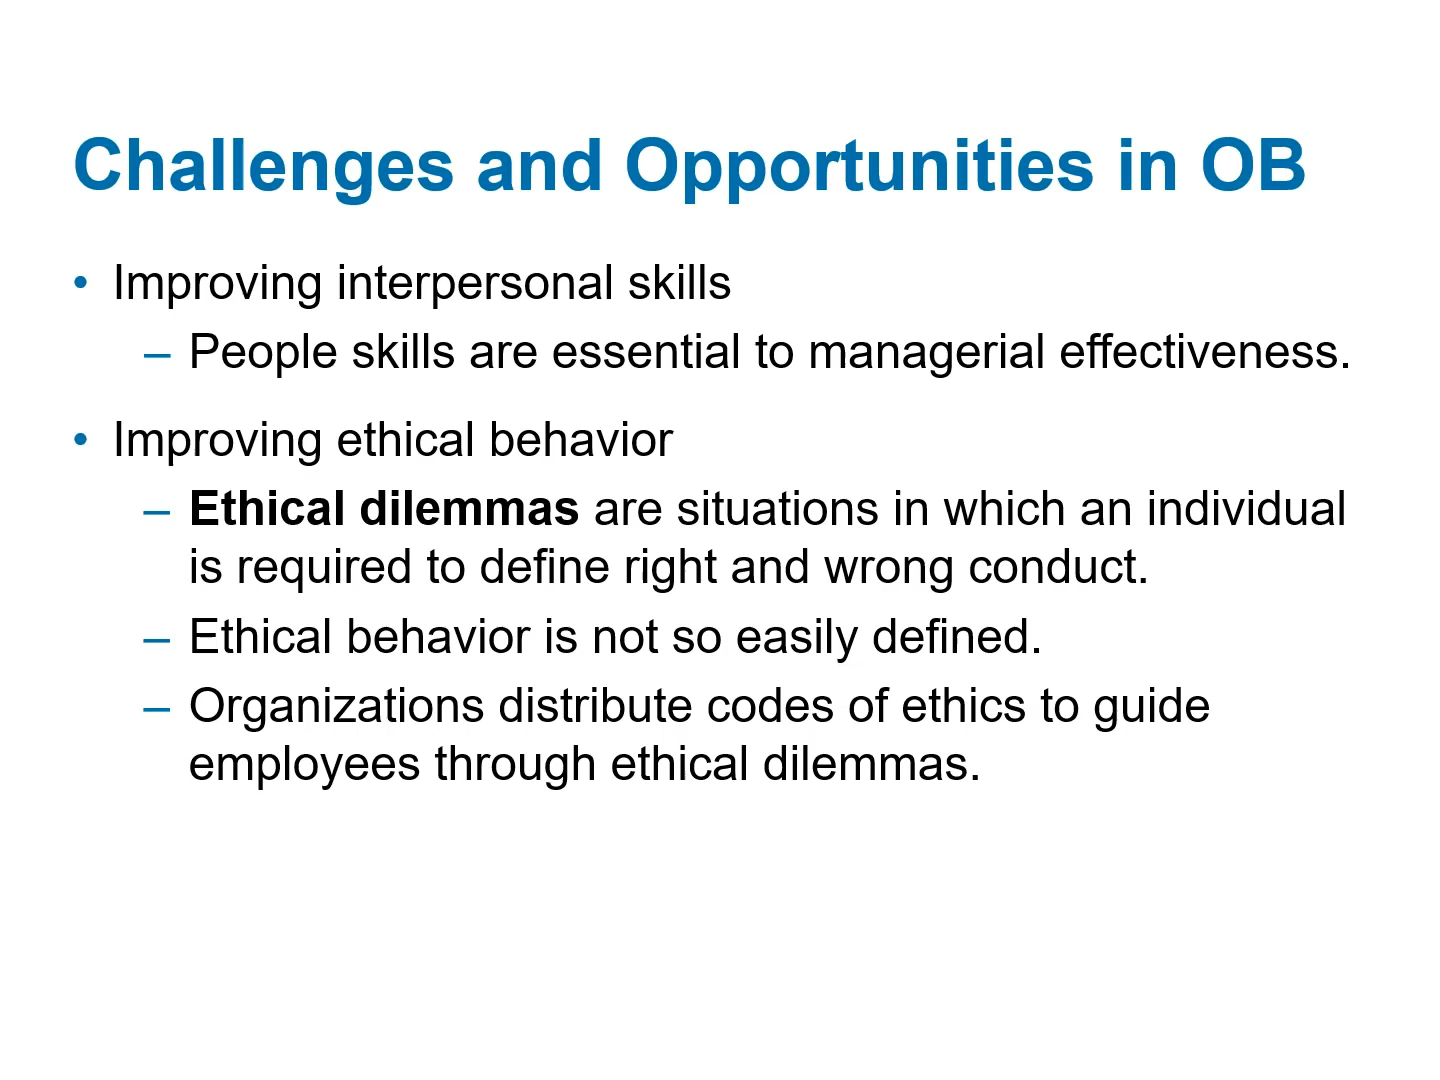 Challenges and Opportunities in OB
• Improving interpersonal skills
– People skills are essential to managerial effectiveness.
• Improving ethical behavior
– Ethical dilemmas are situations in which an individual
is required to define right and wrong conduct.
– Ethical behavior is not so easily defined.
– Organizations distribute codes of ethics to guide
employees through ethical dilemmas.